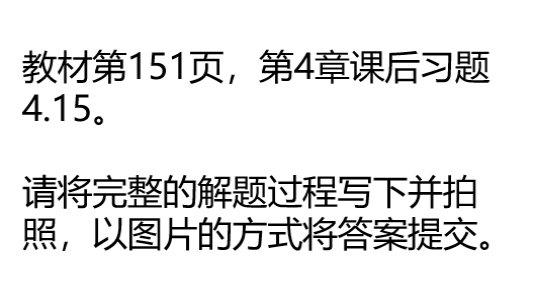 教材第151页，第4章课后习题
4.15。
请将完整的解题过程写下并拍
照，以图片的方式将答案提交。